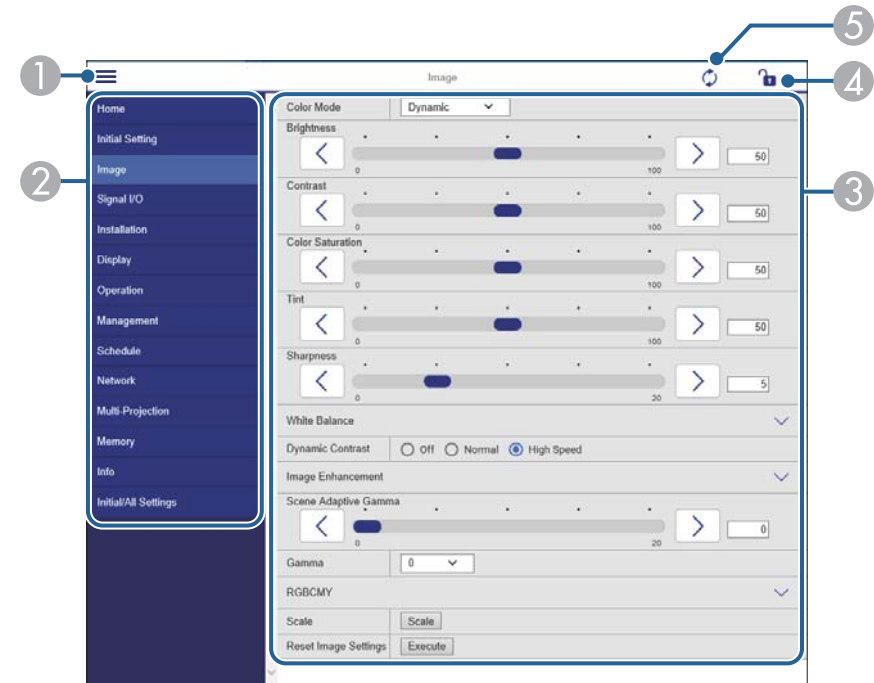 5
1
Image
4
2
Home
Initial Setting
Image
Signal I/O
Installation
Display
Operation
Management
Schedule
Network
Multi-Projection
Memory
Info
Initial/All Settings
3
Color Mode Dynamic
Brightness
0 100 50
Contrast
0 100 50
Color Saturation
0 100 50
Tint
0 100 50
Sharpness
0 20 5
White Balance
Dynamic Contrast Off Normal High Speed
Image Enhancement
Scene Adaptive Gamma
0 20 0
Gamma 0
RGBCMY
Scale Scale
Reset Image Settings Execute